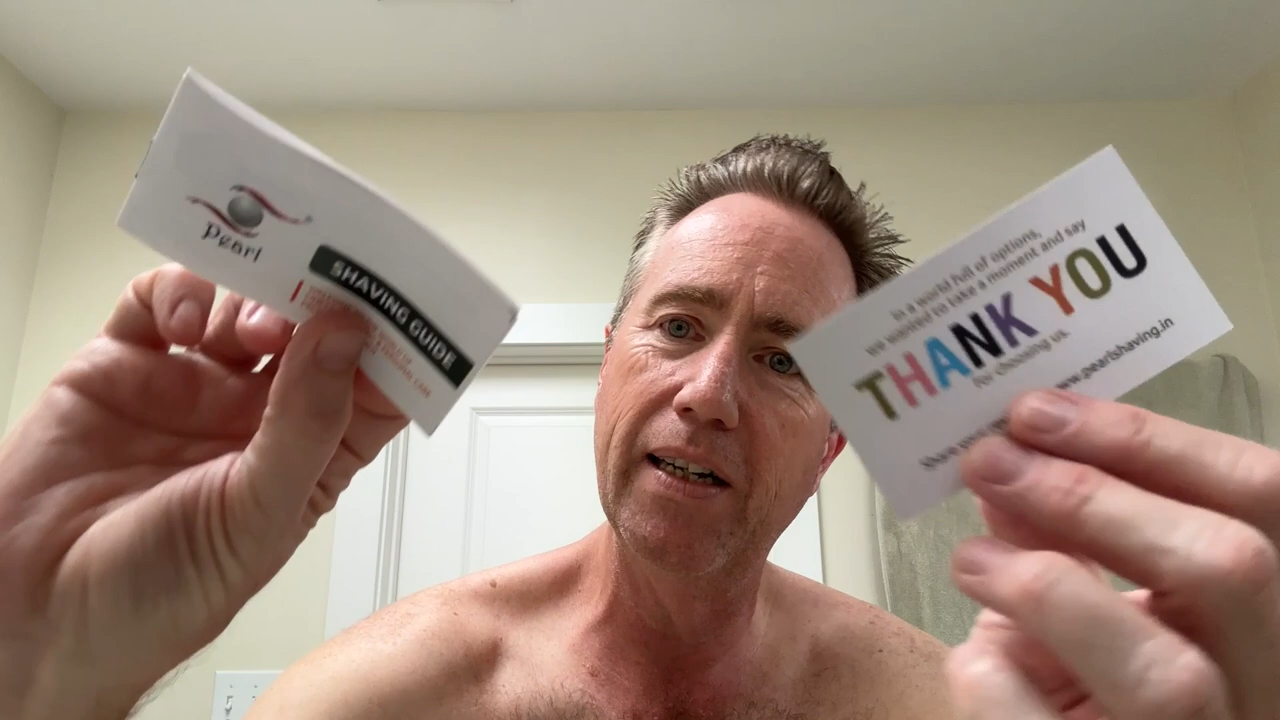 Pearl
SHAVING GUIDE
In a world full of options,
We wanted to take a moment and say
THANK YOU
for choosing us.
www.pearlshaving.in
Share